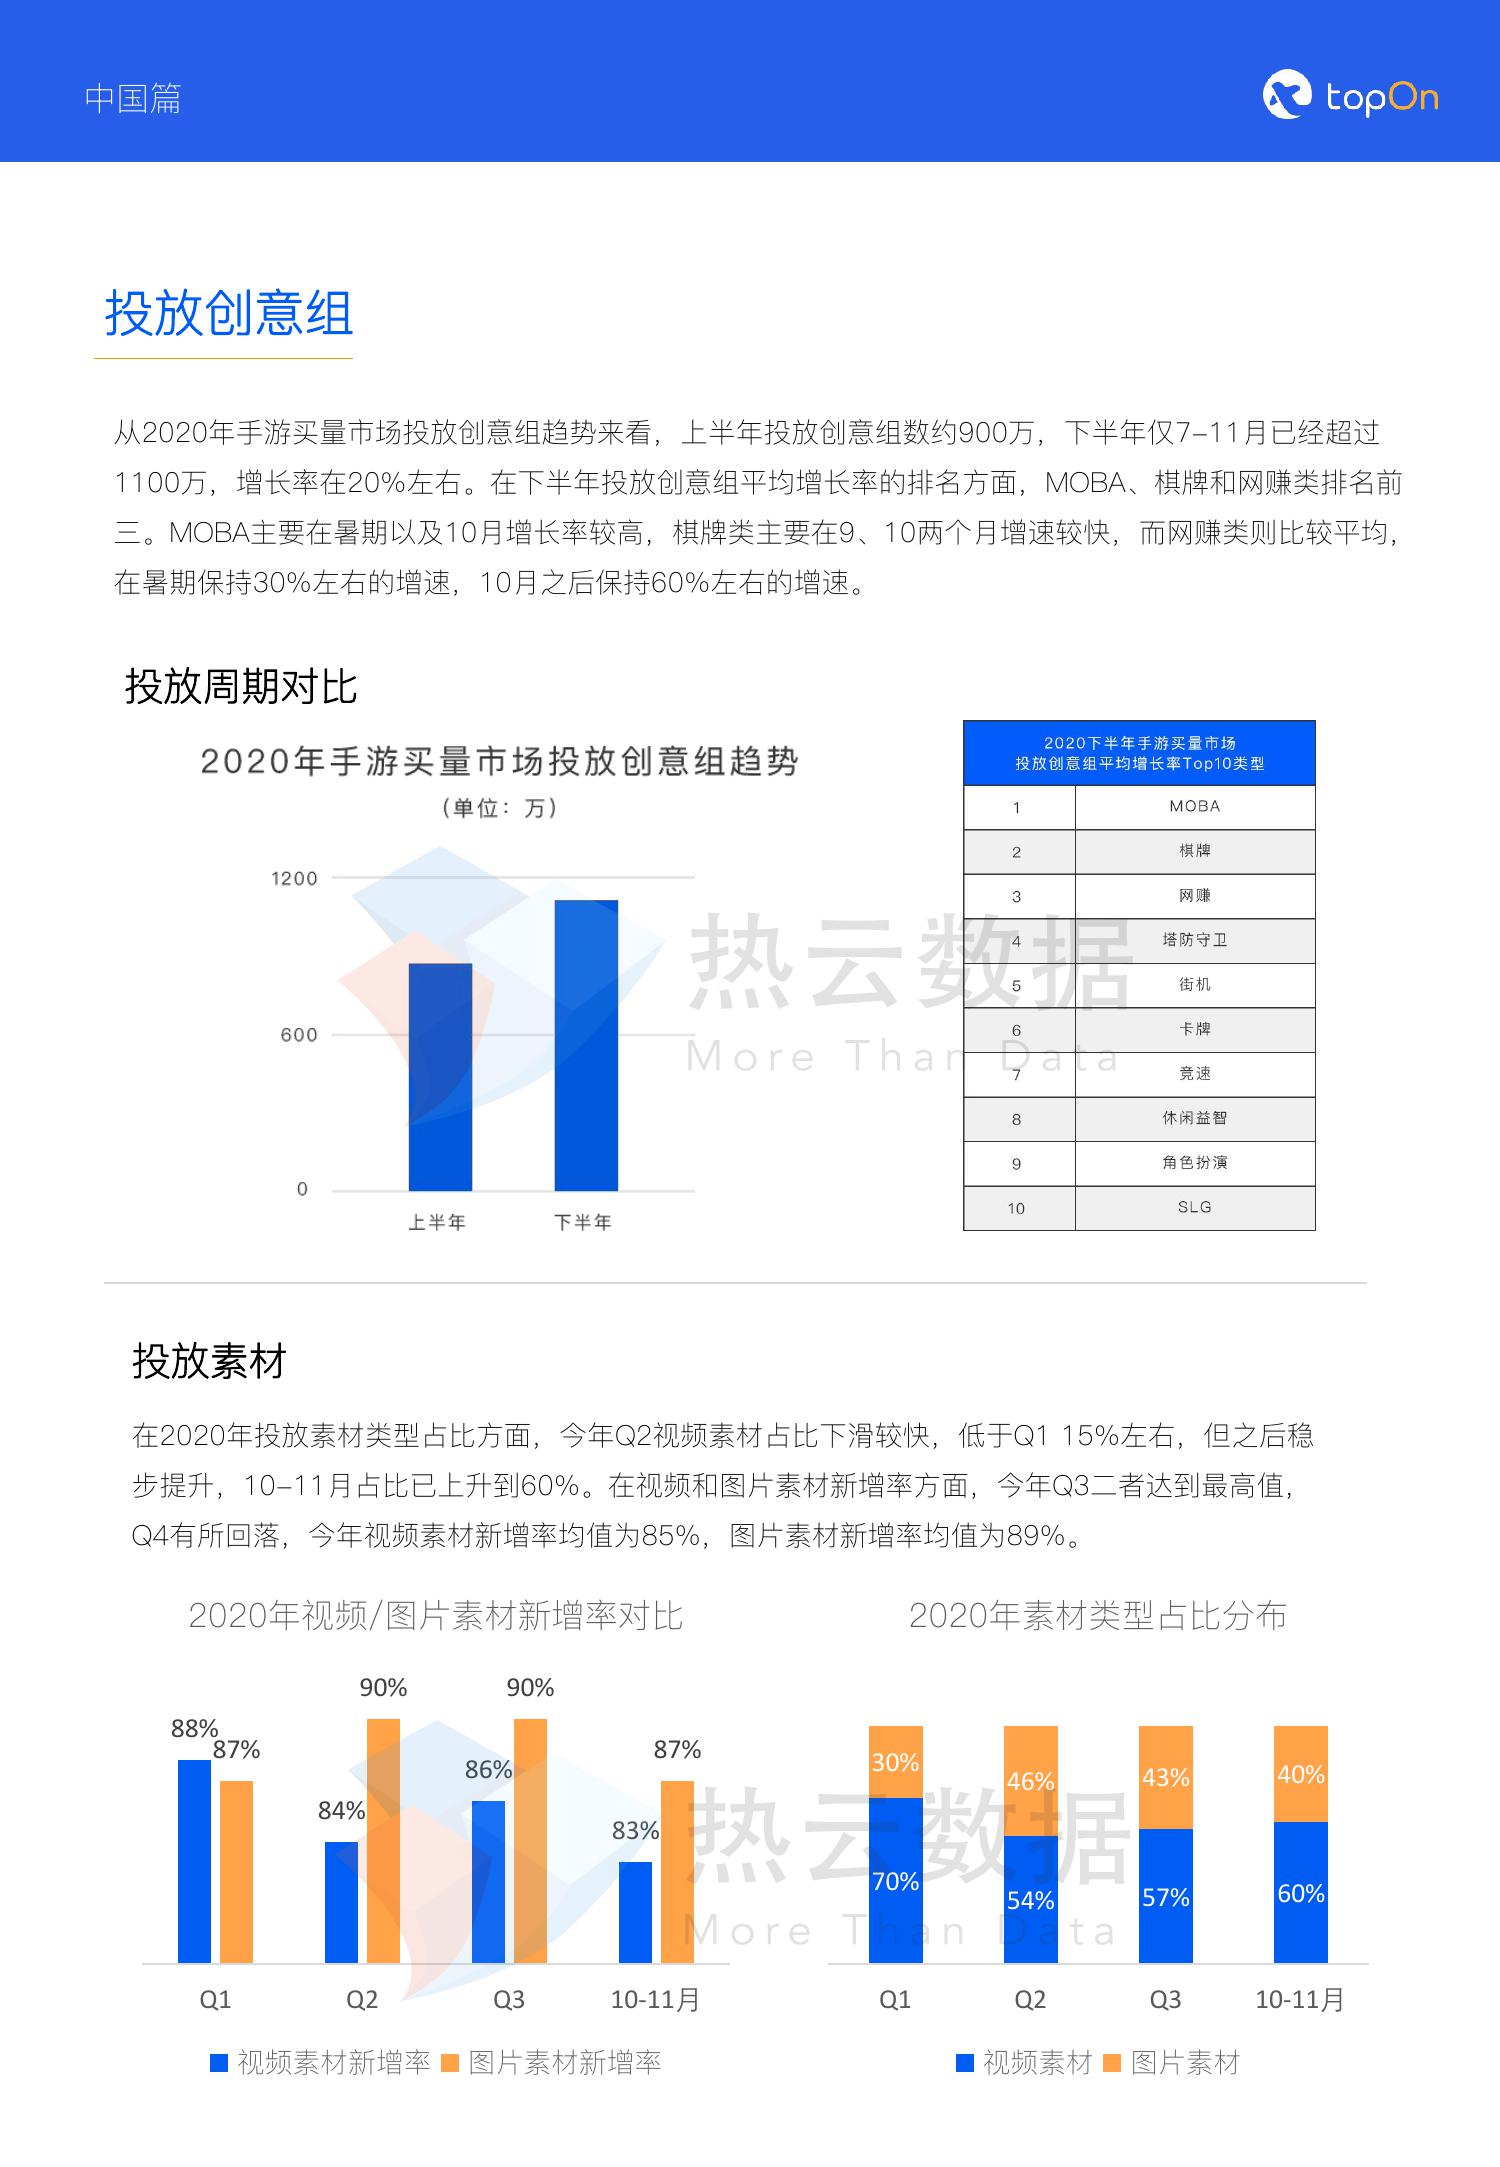 中国篇
topOn
投放创意组
从2020年手游买量市场投放创意组趋势来看，上半年投放创意组数约900万，下半年仅7-11月已经超过
1100万，增长率在20%左右。在下半年投放创意组平均增长率的排名方面，MOBA、棋牌和网赚类排名前
三。MOBA主要在暑期以及10月增长率较高，棋牌类主要在9、10两个月增速较快，而网赚类则比较平均，
在暑期保持30%左右的增速，10月之后保持60%左右的增速。
投放周期对比
2020年手游买量市场投放创意组趋势
（单位：万）
1200
600
0
上半年 下半年
2020下半年手游买量市场
投放创意组平均增长率Top10类型
1 MOBA
2 棋牌
3 网赚
4 塔防守卫
5 街机
6 卡牌
7 竞速
8 休闲益智
9 角色扮演
10 SLG
热云数据
More Than Data
投放素材
在2020年投放素材类型占比方面，今年Q2视频素材占比下滑较快，低于Q1 15%左右，但之后稳
步提升，10-11月占比已上升到60%。在视频和图片素材新增率方面，今年Q3二者达到最高值，
Q4有所回落，今年视频素材新增率均值为85%，图片素材新增率均值为89%。
2020年视频/图片素材新增率对比
88% 87% 84% 90% 86% 90% 83% 87%
Q1 Q2 Q3 10-11月
视频素材新增率 图片素材新增率
2020年素材类型占比分布
30% 46% 43% 40%
70% 54% 57% 60%
Q1 Q2 Q3 10-11月
视频素材 图片素材
热云数据
More Than Data